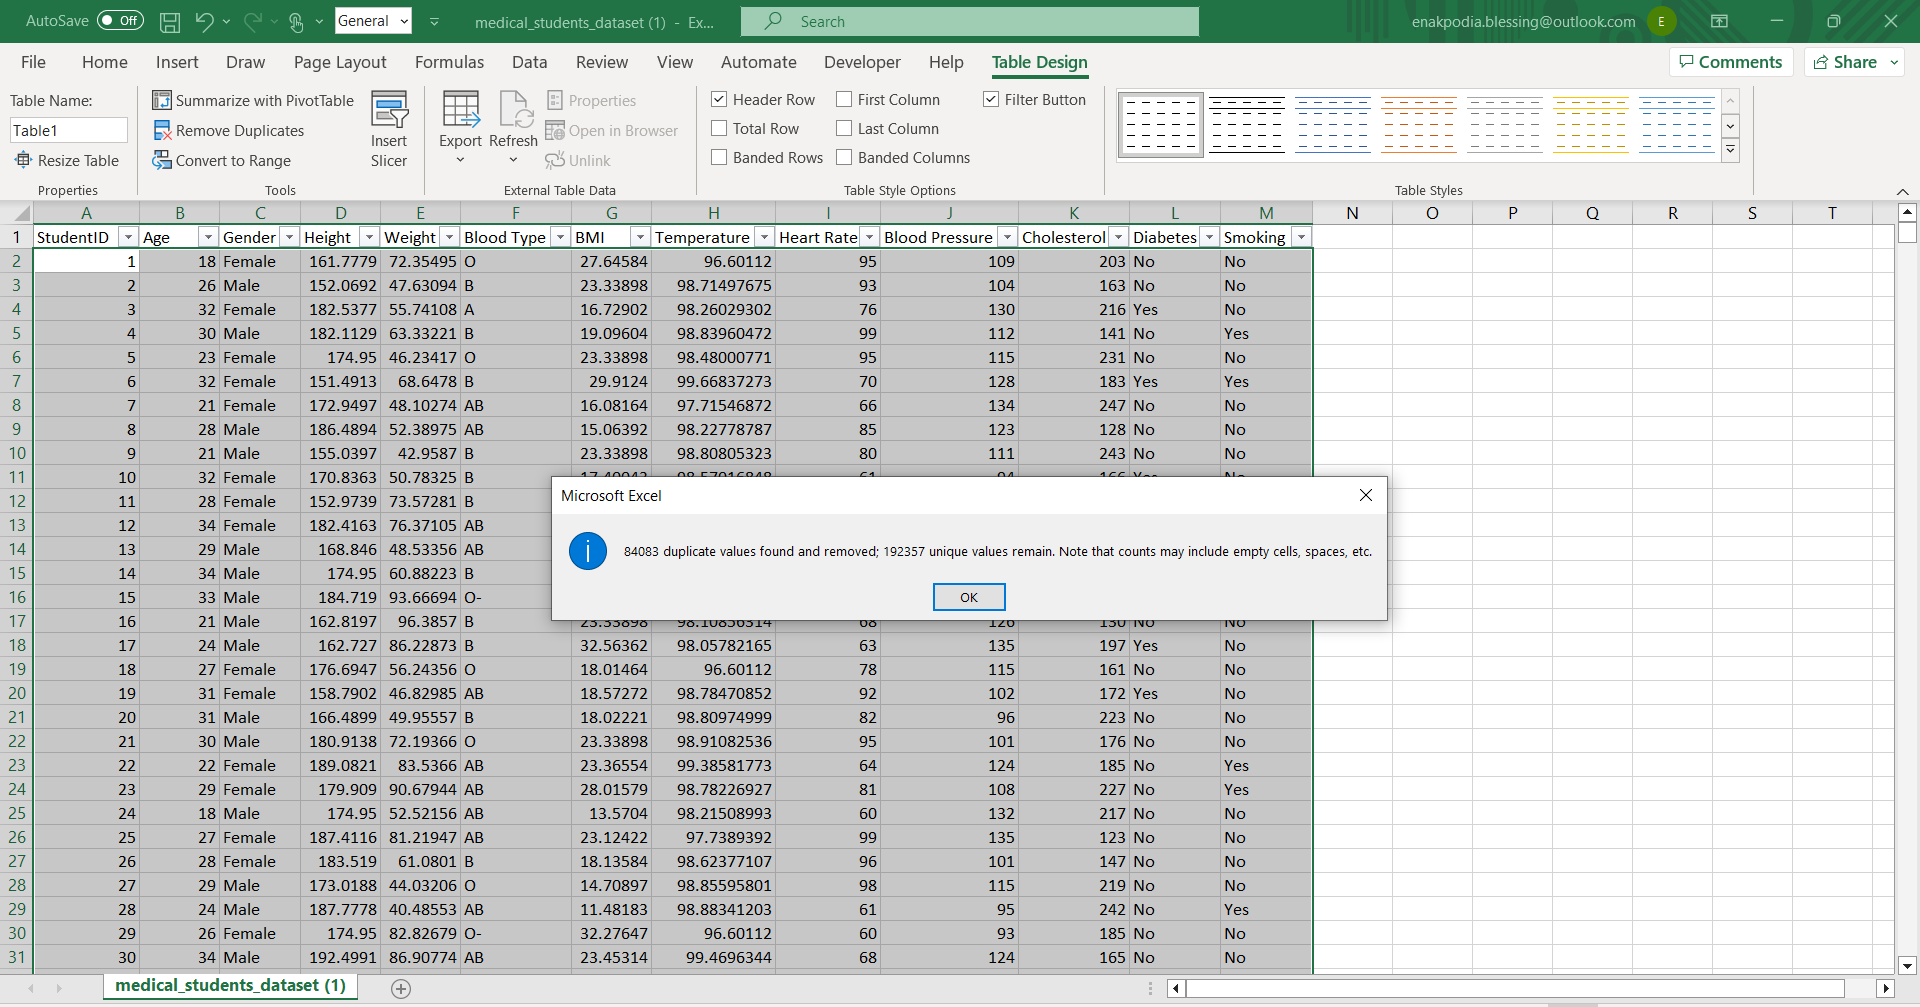 AutoSave Off General medical_students_dataset (1) - Ex... Search enakpodia.blessing@outlook.com E
File Home Insert Draw Page Layout Formulas Data Review View Automate Developer Help Table Design Comments Share
Table Name: Summarize with PivotTable Properties Header Row First Column Filter Button
Table1 Remove Duplicates Insert Slicer Export Refresh Open in Browser Total Row Last Column
Resize Table Convert to Range Unlink Banded Rows Banded Columns
Properties Tools External Table Data Table Style Options Table Styles
A B C D E F G H I J K L M N O P Q R S T
1 StudentID Age Gender Height Weight Blood Type BMI Temperature Heart Rate Blood Pressure Cholesterol Diabetes Smoking
2 1 18 Female 161.7779 72.35495 O 27.64584 96.60112 95 109 203 No No
3 2 26 Male 152.0692 47.63094 B 23.33898 98.71497675 93 104 163 No No
4 3 32 Female 182.5377 55.74108 A 16.72902 98.26029302 76 130 216 Yes No
5 4 30 Male 182.1129 63.33221 B 19.09604 98.83960472 99 112 141 No Yes
6 5 23 Female 174.95 46.23417 O 23.33898 98.48000771 95 115 231 No No
7 6 32 Female 151.4913 68.6478 B 29.9124 99.66837273 70 128 183 Yes Yes
8 7 21 Female 172.9497 48.10274 AB 16.08164 97.71546872 66 134 247 No No
9 8 28 Male 186.4894 52.38975 AB 15.06392 98.22778787 85 123 128 No No
10 9 21 Male 155.0397 42.9587 B 23.33898 98.80805323 80 111 243 No No
11 10 32 Female 170.8363 50.78325 B
12 11 28 Female 152.9739 73.57281 B
Microsoft Excel
13 12 34 Female 182.4163 76.37105 AB
14 13 29 Male 168.846 48.53356 AB
84083 duplicate values found and removed; 192357 unique values remain. Note that counts may include empty cells, spaces, etc.
15 14 34 Male 174.95 60.88223 B
16 15 33 Male 184.719 93.66694 O-
OK
17 16 21 Male 162.8197 96.3857 B 23.33898 98.10856314 68 126 130 No No
18 17 24 Male 162.727 86.22873 B 32.56362 98.05782165 63 135 197 Yes No
19 18 27 Female 176.6947 56.24356 O 18.01464 96.60112 78 115 161 No No
20 19 31 Female 158.7902 46.82985 AB 18.57272 98.78470852 92 102 172 Yes No
21 20 31 Male 166.4899 49.95557 B 18.02221 98.80974999 82 96 223 No No
22 21 30 Male 180.9138 72.19366 O 23.33898 98.91082536 95 101 176 No No
23 22 22 Female 189.0821 83.5366 AB 23.36554 99.38581773 64 124 185 No Yes
24 23 29 Female 179.909 90.67944 AB 28.01579 98.78226927 81 108 227 No Yes
25 24 18 Male 174.95 52.52156 AB 13.5704 98.21508993 60 132 217 No No
26 25 27 Female 187.4116 81.21947 AB 23.12422 97.7389392 99 135 123 No No
27 26 28 Female 183.519 61.0801 B 18.13584 98.62377107 96 101 147 No No
28 27 29 Male 173.0188 44.03206 O 14.70897 98.85595801 98 115 219 No No
29 28 24 Male 187.7778 40.48553 AB 11.48183 98.88341203 61 95 242 No Yes
30 29 26 Female 174.95 82.82679 O- 32.27647 96.60112 60 93 185 No No
31 30 34 Male 192.4991 86.90774 AB 23.45314 99.4696344 68 124 165 No No
medical_students_dataset (1)